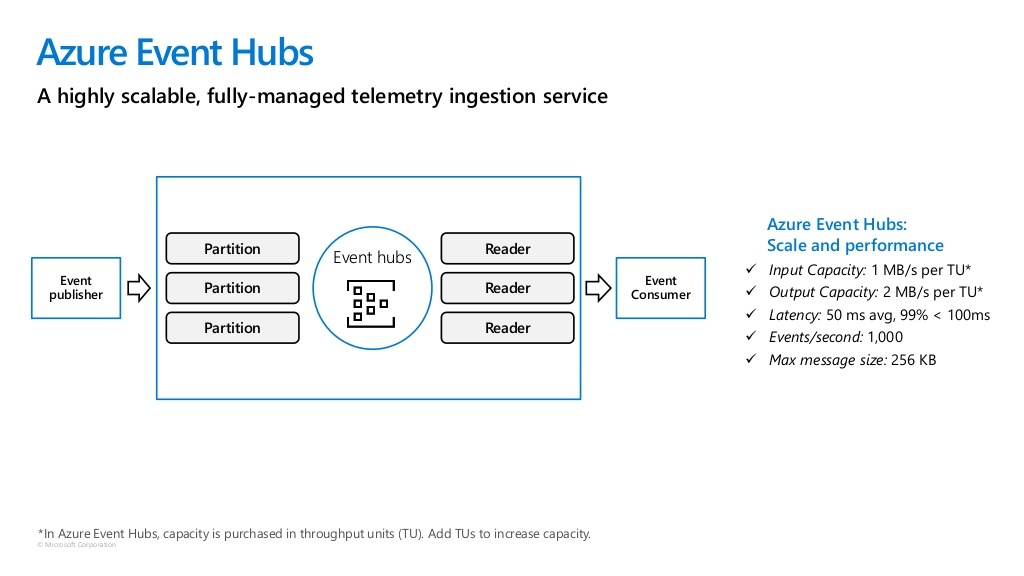 Azure Event Hubs
A highly scalable, fully-managed telemetry ingestion service
Event
publisher
Partition
Partition
Partition
Event hubs
Reader
Reader
Reader
Event
Consumer
Azure Event Hubs:
Scale and performance
✓ Input Capacity: 1 MB/s per TU*
✓ Output Capacity: 2 MB/s per TU*
✓ Latency: 50 ms avg, 99% < 100ms
✓ Events/second: 1,000
✓ Max message size: 256 KB
*In Azure Event Hubs, capacity is purchased in throughput units (TU). Add TUs to increase capacity.
© Microsoft Corporation